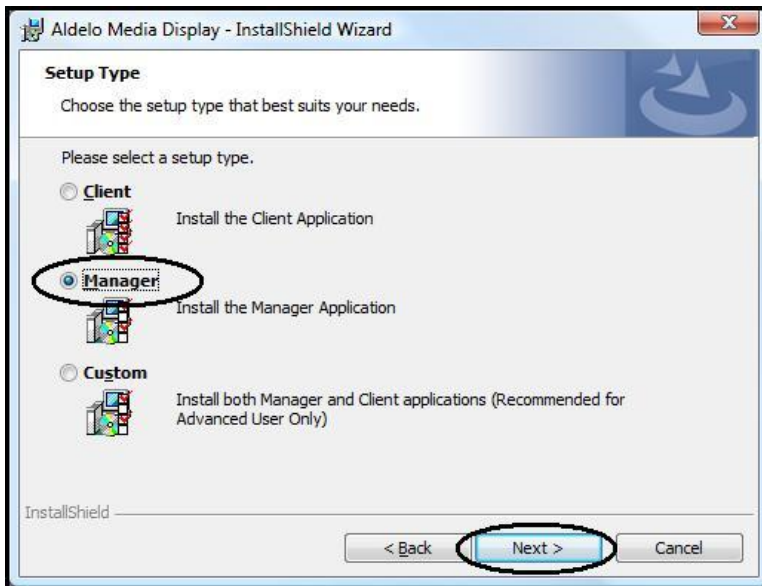 Aldelo Media Display - InstallShield Wizard
Setup Type
Choose the setup type that best suits your needs.
Please select a setup type.
Client
Install the Client Application
Manager
Install the Manager Application
Custom
Install both Manager and Client applications (Recommended for
Advanced User Only)
InstallShield
< Back Next > Cancel